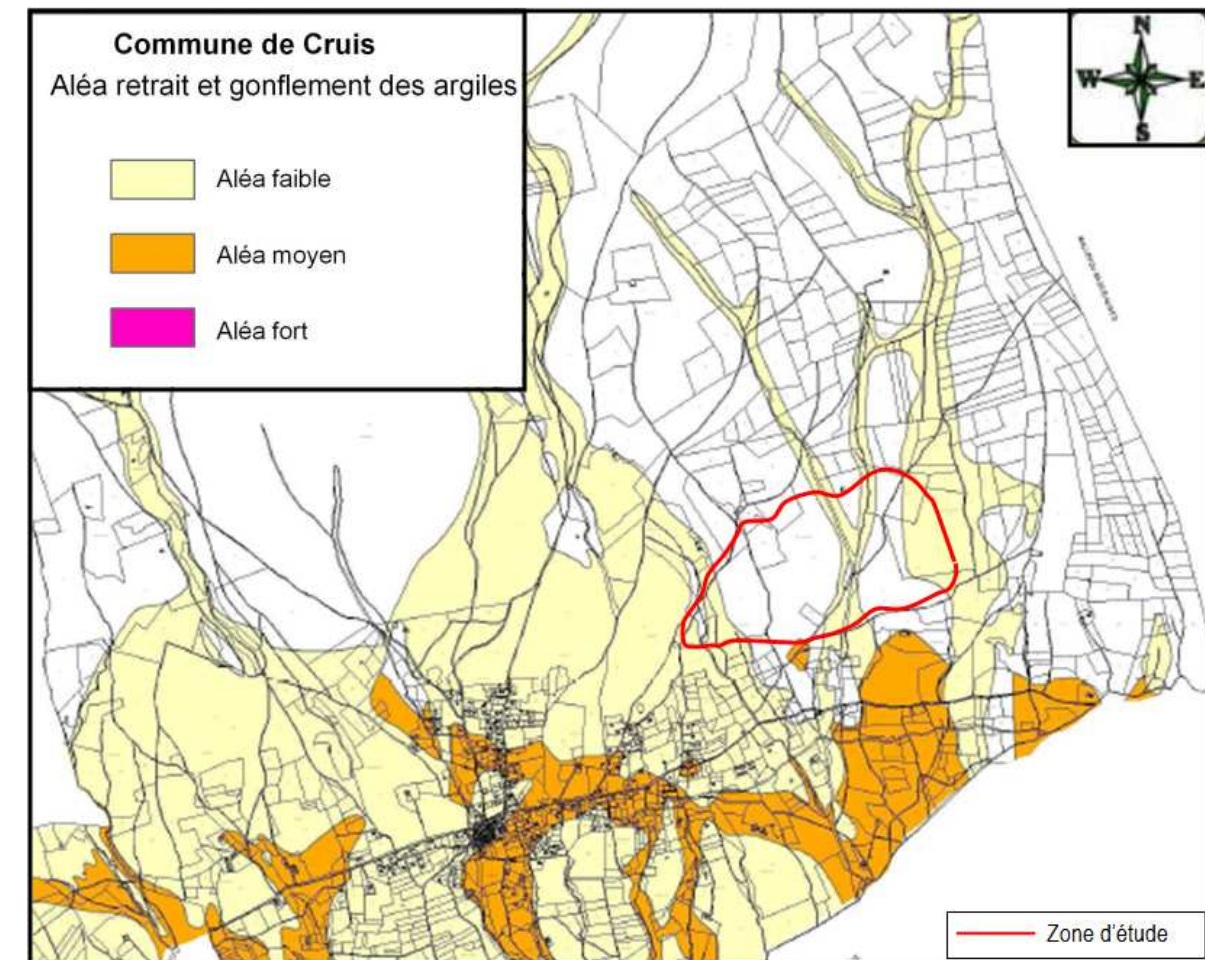 Commune de Cruis
Aléa retrait et gonflement des argiles
Aléa faible
Aléa moyen
Aléa fort
N
W E
S
Zone d'étude